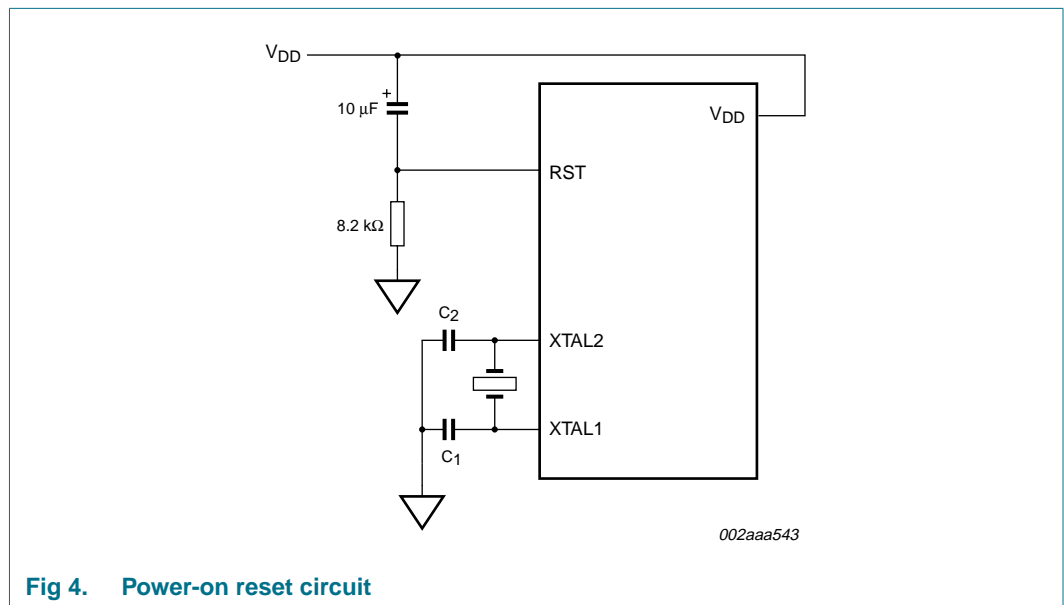 VDD
+
10 μF
VDD
RST
8.2 kΩ
C2
XTAL2
XTAL1
C1
002aaa543
Fig 4. Power-on reset circuit